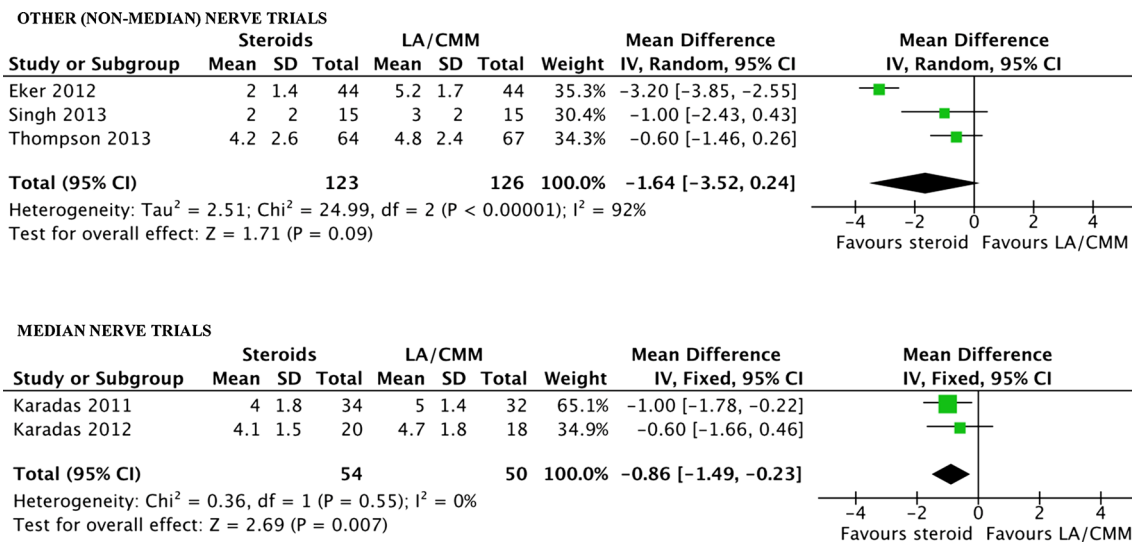 OTHER (NON-MEDIAN) NERVE TRIALS
Steroids LA/CMM Mean Difference Mean Difference
Study or Subgroup Mean SD Total Mean SD Total Weight IV, Random, 95% CI IV, Random, 95% CI
Eker 2012 2 1.4 44 5.2 1.7 44 35.3% −3.20 [−3.85, −2.55]
Singh 2013 2 2 15 3 2 15 30.4% −1.00 [−2.43, 0.43]
Thompson 2013 4.2 2.6 64 4.8 2.4 67 34.3% −0.60 [−1.46, 0.26]
Total (95% CI) 123 126 100.0% −1.64 [−3.52, 0.24]
Heterogeneity: Tau² = 2.51; Chi² = 24.99, df = 2 (P < 0.00001); I² = 92%
Test for overall effect: Z = 1.71 (P = 0.09)
−4 −2 0 2 4
Favours steroid Favours LA/CMM
MEDIAN NERVE TRIALS
Steroids LA/CMM Mean Difference Mean Difference
Study or Subgroup Mean SD Total Mean SD Total Weight IV, Fixed, 95% CI IV, Fixed, 95% CI
Karadas 2011 4 1.8 34 5 1.4 32 65.1% −1.00 [−1.78, −0.22]
Karadas 2012 4.1 1.5 20 4.7 1.8 18 34.9% −0.60 [−1.66, 0.46]
Total (95% CI) 54 50 100.0% −0.86 [−1.49, −0.23]
Heterogeneity: Chi² = 0.36, df = 1 (P = 0.55); I² = 0%
Test for overall effect: Z = 2.69 (P = 0.007)
−4 −2 0 2 4
Favours steroid Favours LA/CMM